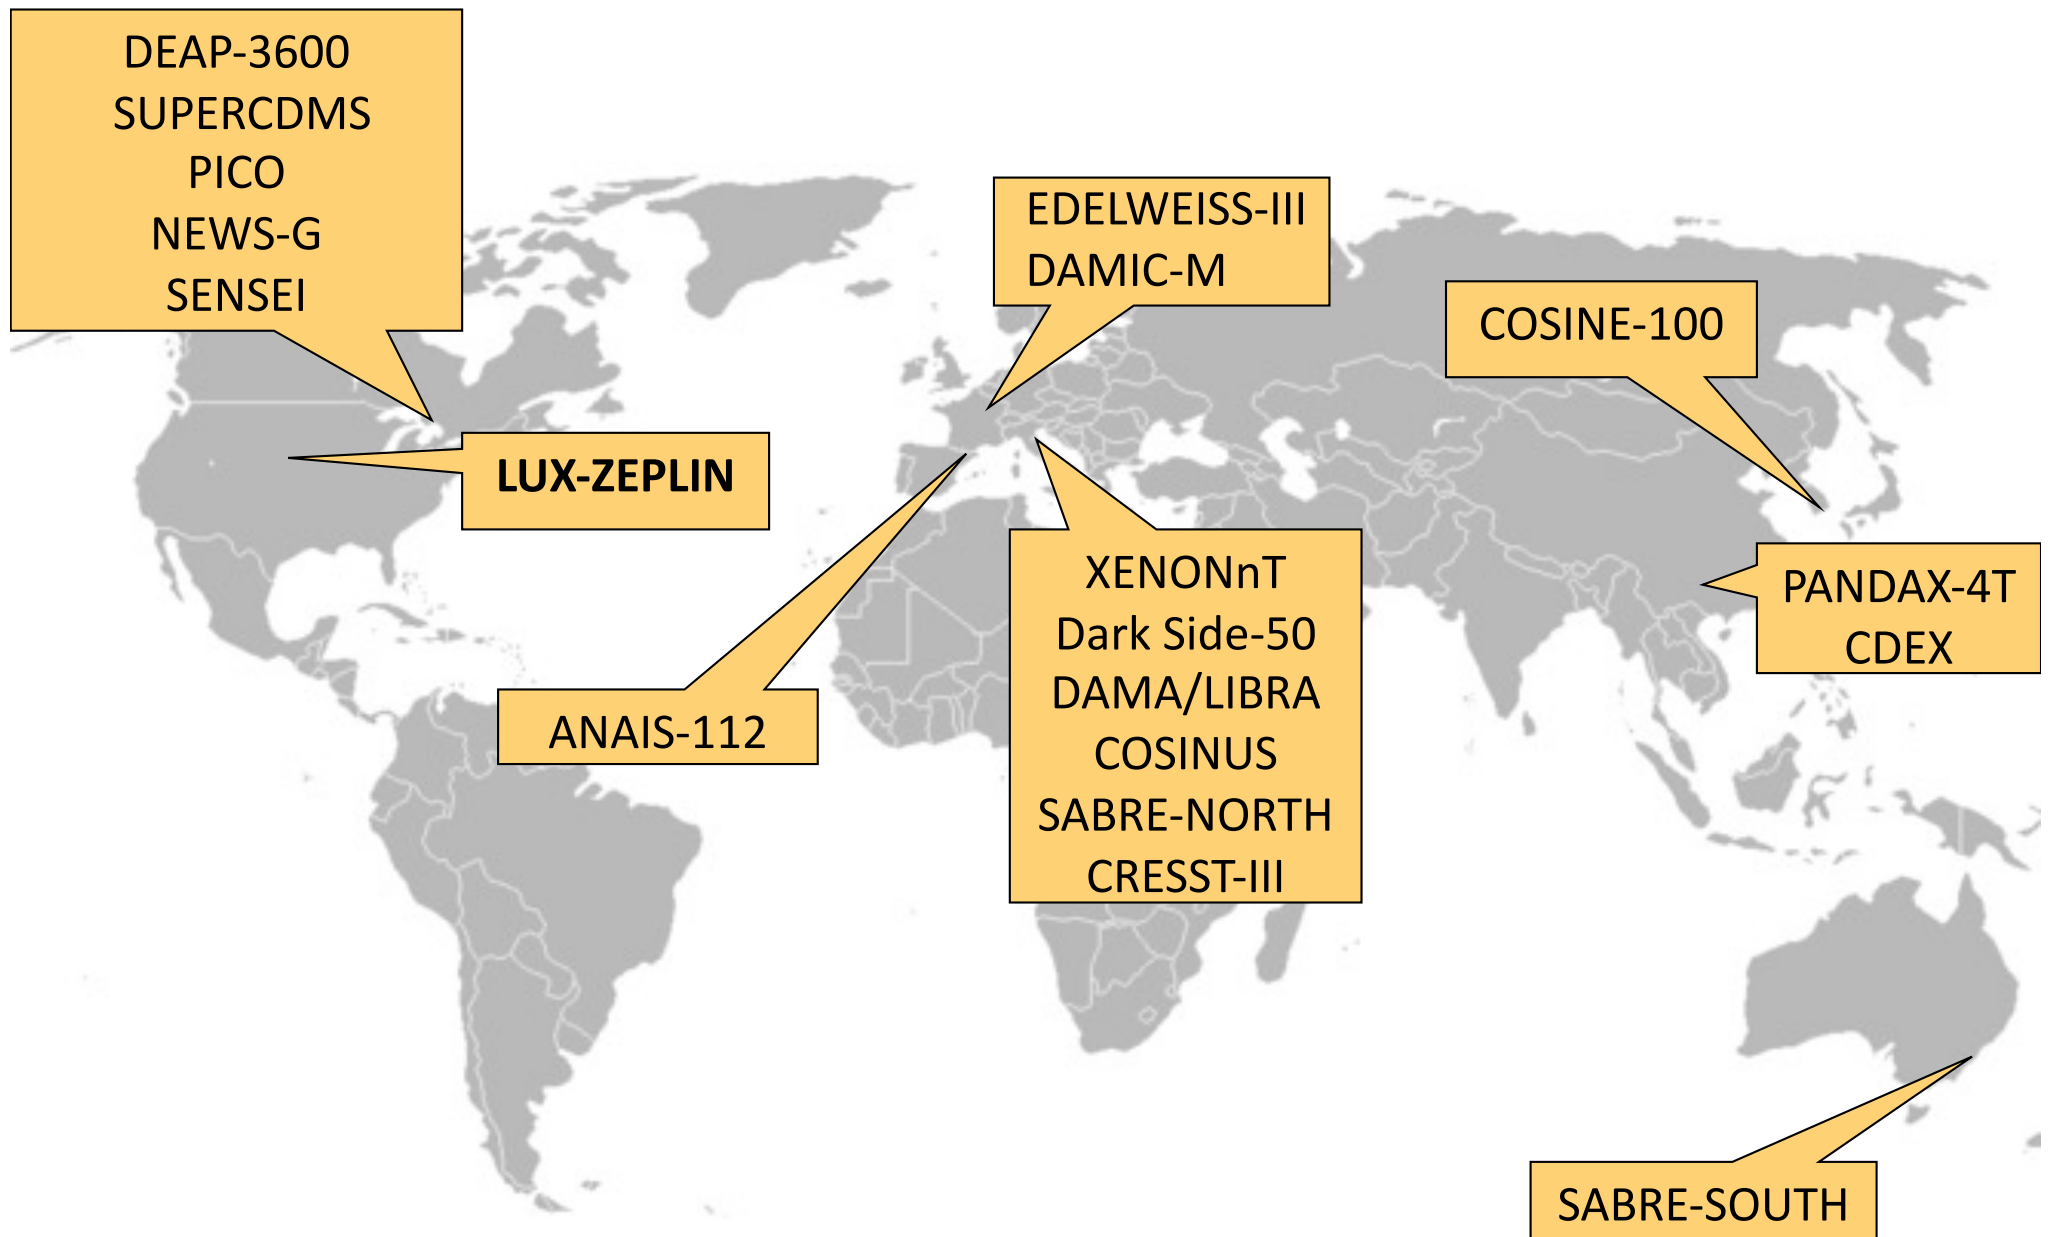 DEAP-3600
SUPERCDMS
PICO
NEWS-G
SENSEI
EDELWEISS-III
DAMIC-M
COSINE-100
LUX-ZEPLIN
XENONnT
Dark Side-50
DAMA/LIBRA
COSINUS
SABRE-NORTH
CRESST-III
PANDAX-4T
CDEX
ANAIS-112
SABRE-SOUTH